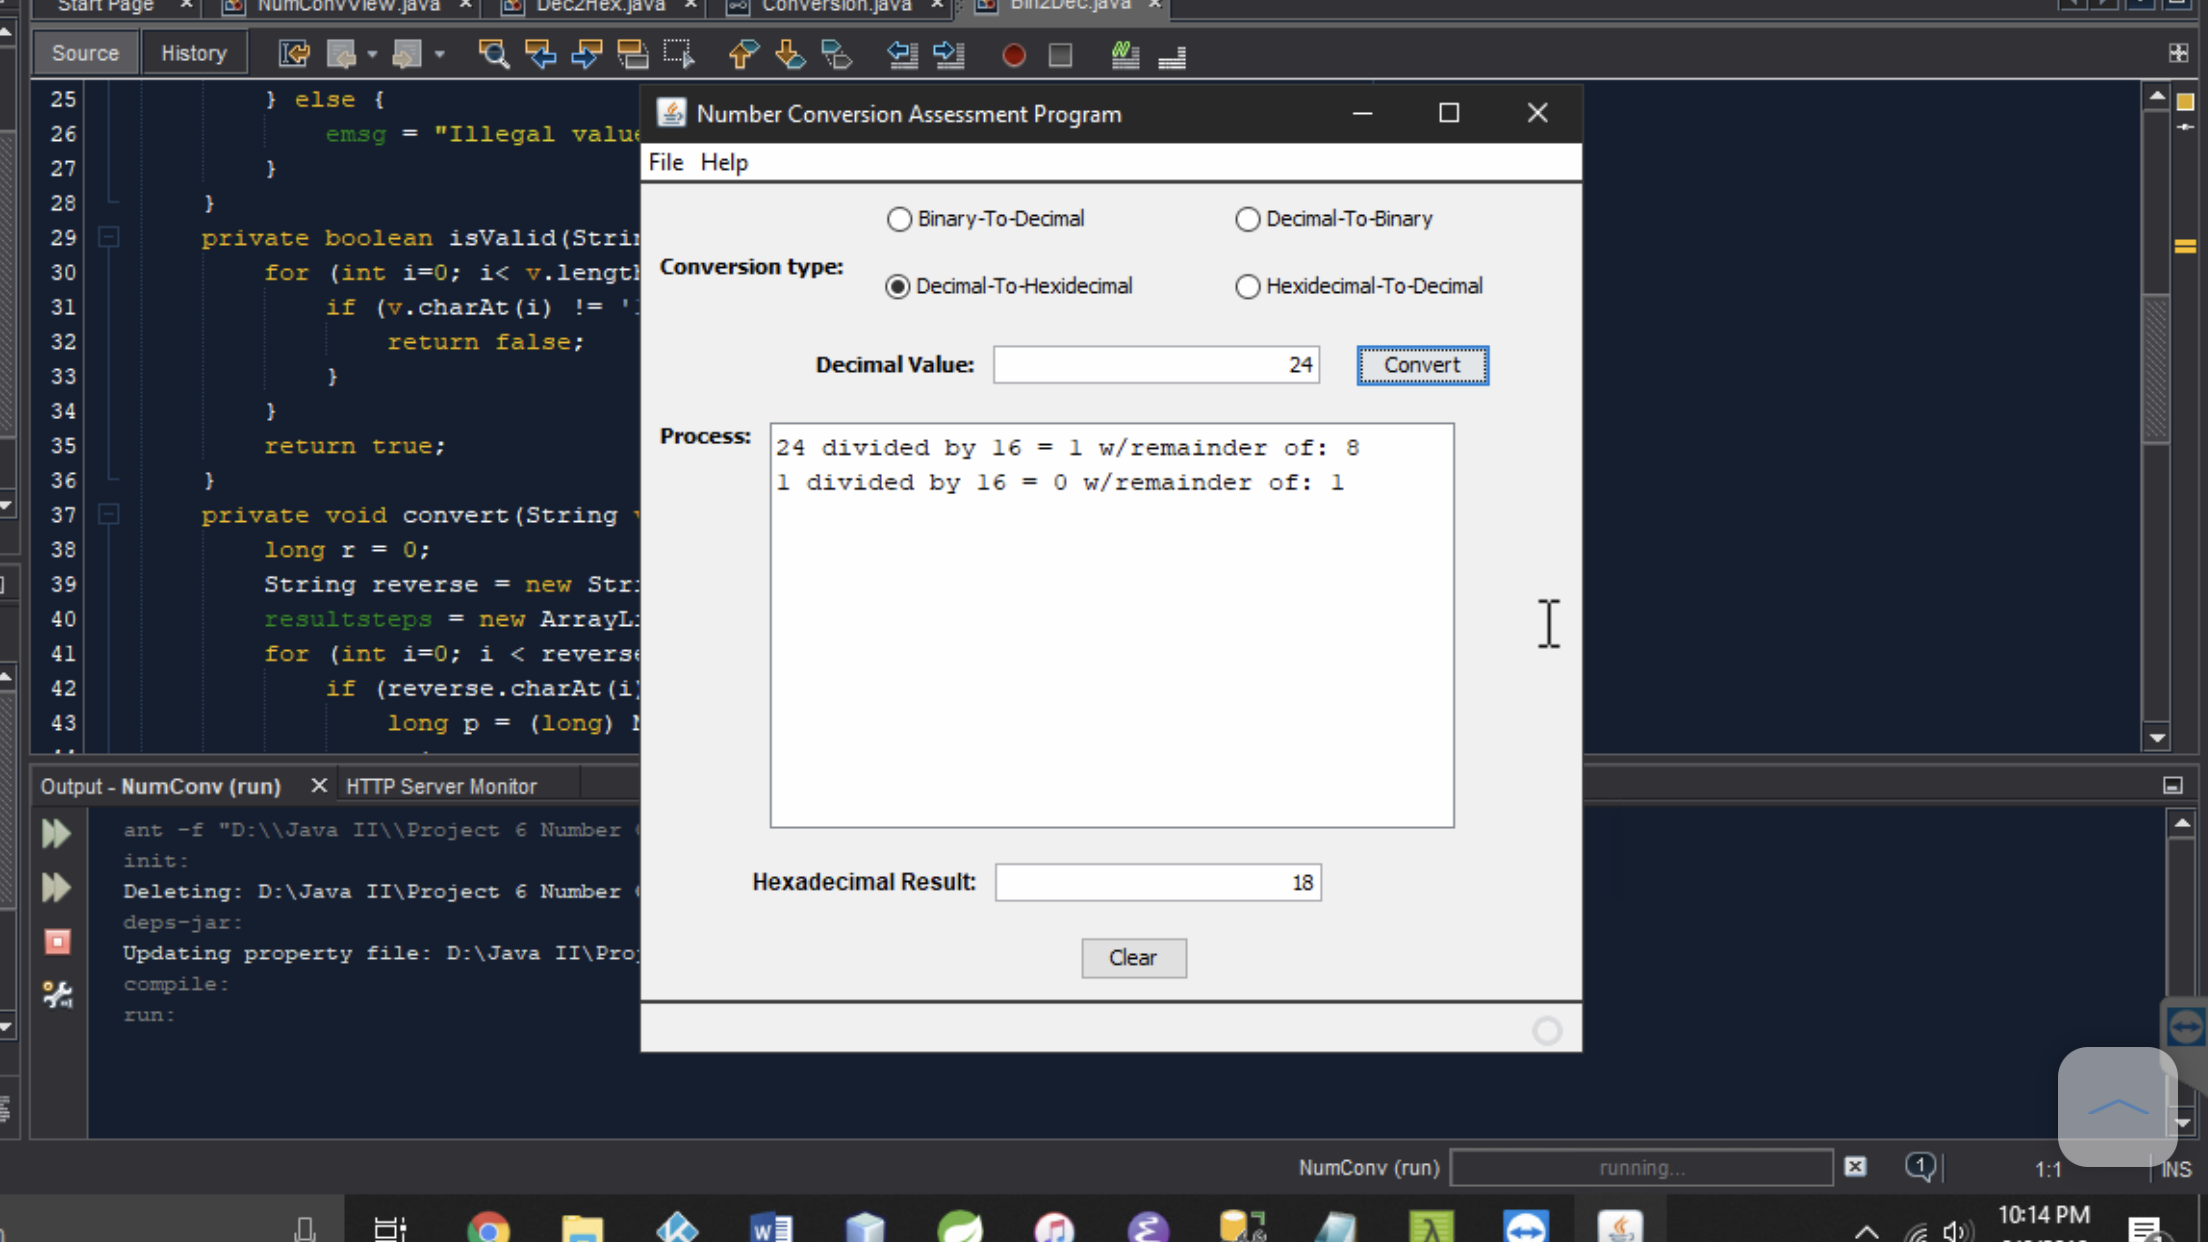 Start Page
NumConvView.java
Dec2Hex.java
Conversion.java
Bin2Dec.java
Source
History
25 } else {
26 emsg = "Illegal value
27 }
28 }
29 private boolean isValid(Strin
30 for (int i=0; i< v.length
31 if (v.charAt(i) != '
32 return false;
33 }
34 }
35 return true;
36 }
37 private void convert(String
38 long r = 0;
39 String reverse = new Stri
40 resultsteps = new ArrayLi
41 for (int i=0; i < reverse
42 if (reverse.charAt(i)
43 long p = (long)
Number Conversion Assessment Program
File Help
Binary-To-Decimal
Decimal-To-Binary
Conversion type:
Decimal-To-Hexidecimal
Hexidecimal-To-Decimal
Decimal Value: 24
Convert
Process:
24 divided by 16 = 1 w/remainder of: 8
1 divided by 16 = 0 w/remainder of: 1
Hexadecimal Result: 18
Clear
Output - NumConv (run)
HTTP Server Monitor
ant -f "D:\\Java II\\Project 6 Number
init:
Deleting: D:\Java II\Project 6 Number
deps-jar:
Updating property file: D:\Java II\Pro
compile:
run:
NumConv (run)
running...
1
1:1
INS
10:14 PM